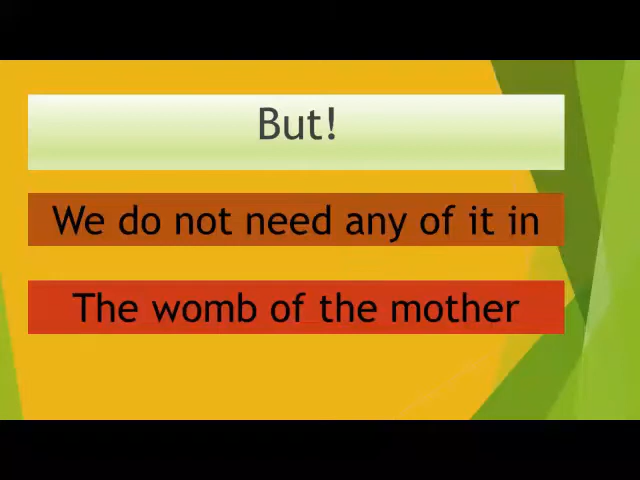 But!
We do not need any of it in
The womb of the mother